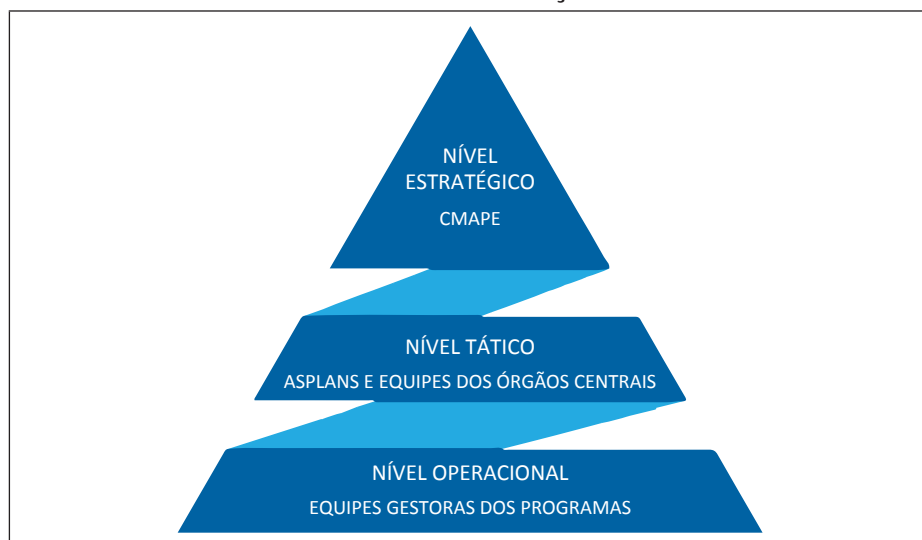 NÍVEL
ESTRATÉGICO
CMAPE
NÍVEL TÁTICO
ASPLANS E EQUIPES DOS ÓRGÃOS CENTRAIS
NÍVEL OPERACIONAL
EQUIPES GESTORAS DOS PROGRAMAS